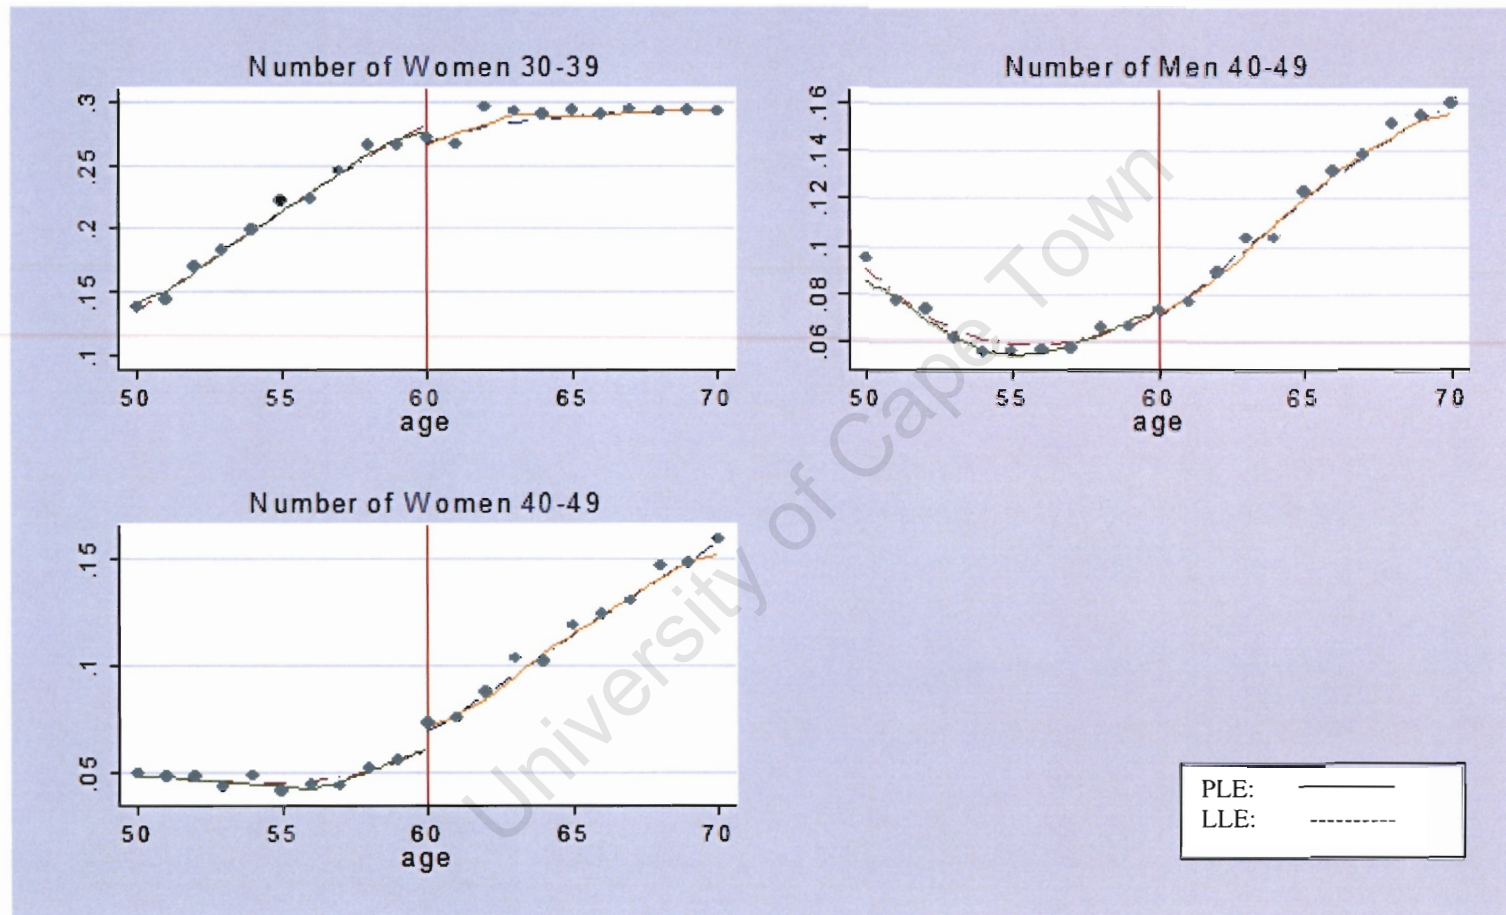 Number of Women 30-39
.3
.25
.2
.15
.1
50 55 60 65 70
age
Number of Men 40-49
.16
.14
.12
.1
.08
.06
50 55 60 65 70
age
Number of Women 40-49
.15
.1
.05
50 55 60 65 70
age
PLE:
LLE:
University of Cape Town